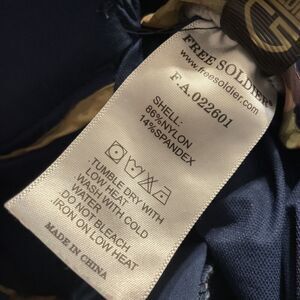 FREE SOLDIER
www.freesoldier.com
F.A.022601
SHELL:
86%NYLON
14%SPANDEX
.TUMBLE DRY WITH
LOW HEAT
.WASH WITH COLD
.DO NOT BLEACH
.IRON ON LOW HEAT
MADE IN CHINA